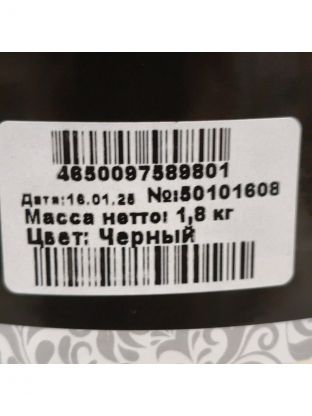 4650097589801
Дата:16.01.25 №:50101608
Масса нетто: 1,8 кг
Цвет: Черный